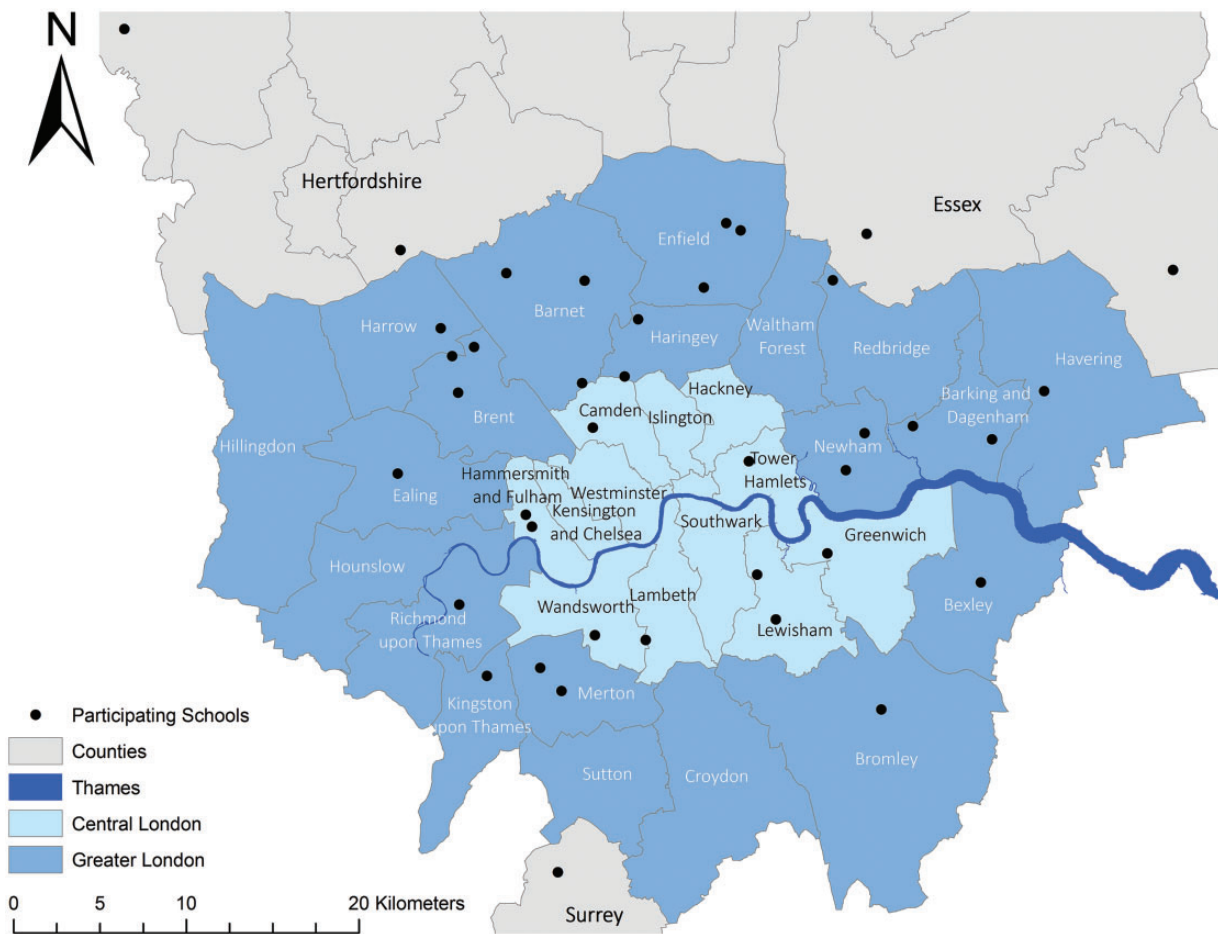 N
Hertfordshire
Essex
Enfield
Barnet
Harrow
Haringey
Waltham
Forest
Redbridge
Havering
Hackney
Camden
Islington
Barking and
Dagenham
Brent
Hillingdon
Newham
Tower
Hamlets
Hammersmith
and Fulham
Westminster
Ealing
Kensington
and Chelsea
Southwark
Greenwich
Hounslow
Lambeth
Wandsworth
Bexley
Richmond
upon Thames
Lewisham
Merton
Kingston
upon Thames
Bromley
Sutton
Croydon
Surrey
Participating Schools
Counties
Thames
Central London
Greater London
0 5 10 20 Kilometers